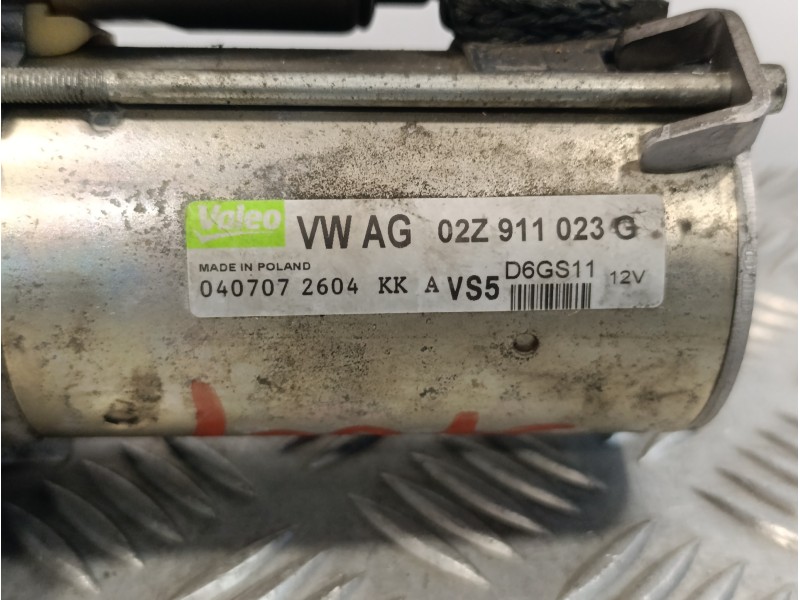 Valeo VW AG 02Z 911 023 G
MADE IN POLAND
040707 2604 KK A VS5 D6GS11 12V